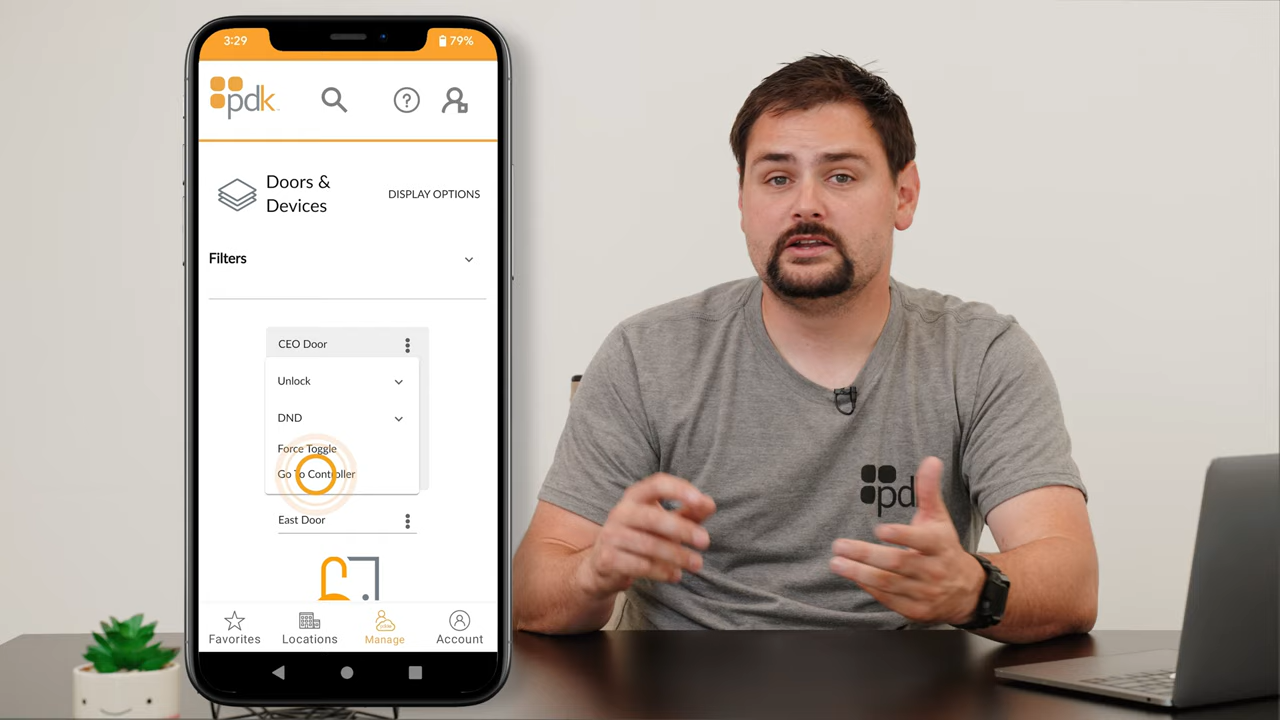 3:29
79%
pdk
Doors &
Devices
DISPLAY OPTIONS
Filters
CEO Door
Unlock
DND
Force Toggle
Go To Controller
East Door
Favorites
Locations
Manage
Account
pd